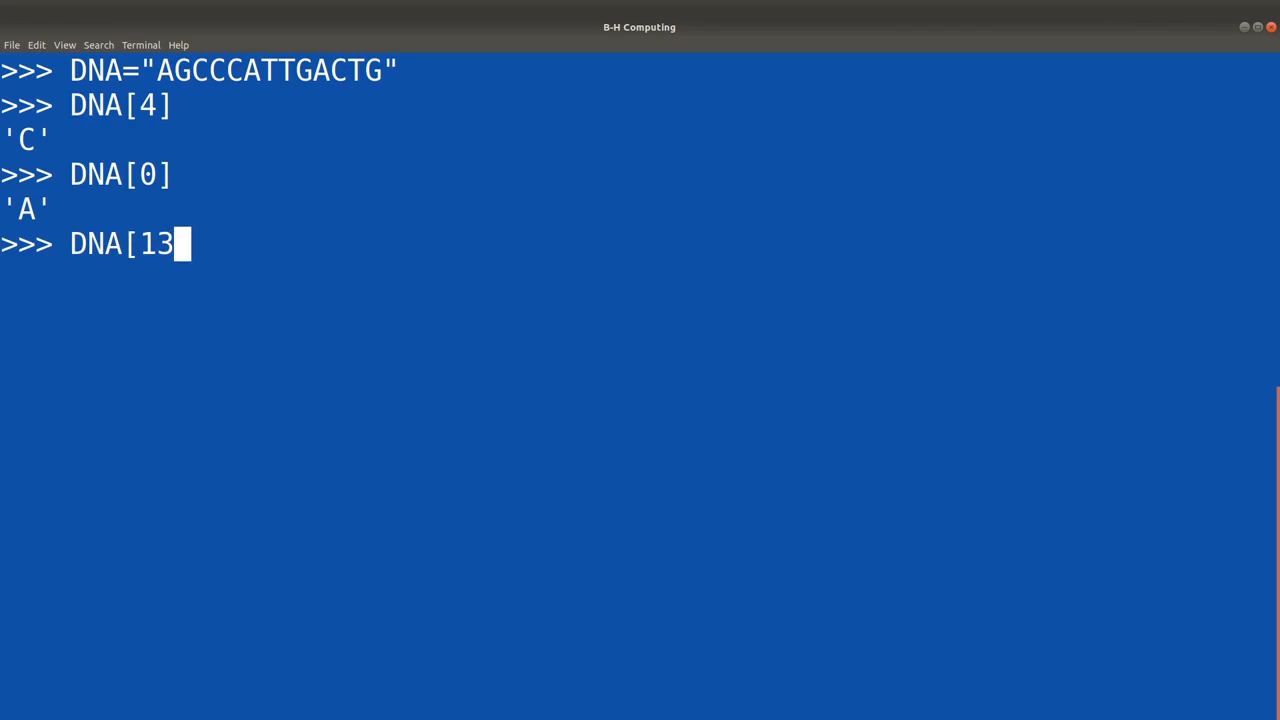 B-H Computing
File Edit View Search Terminal Help
>>> DNA="AGCCCATTGACTG"
>>> DNA[4]
'C'
>>> DNA[0]
'A'
>>> DNA[13